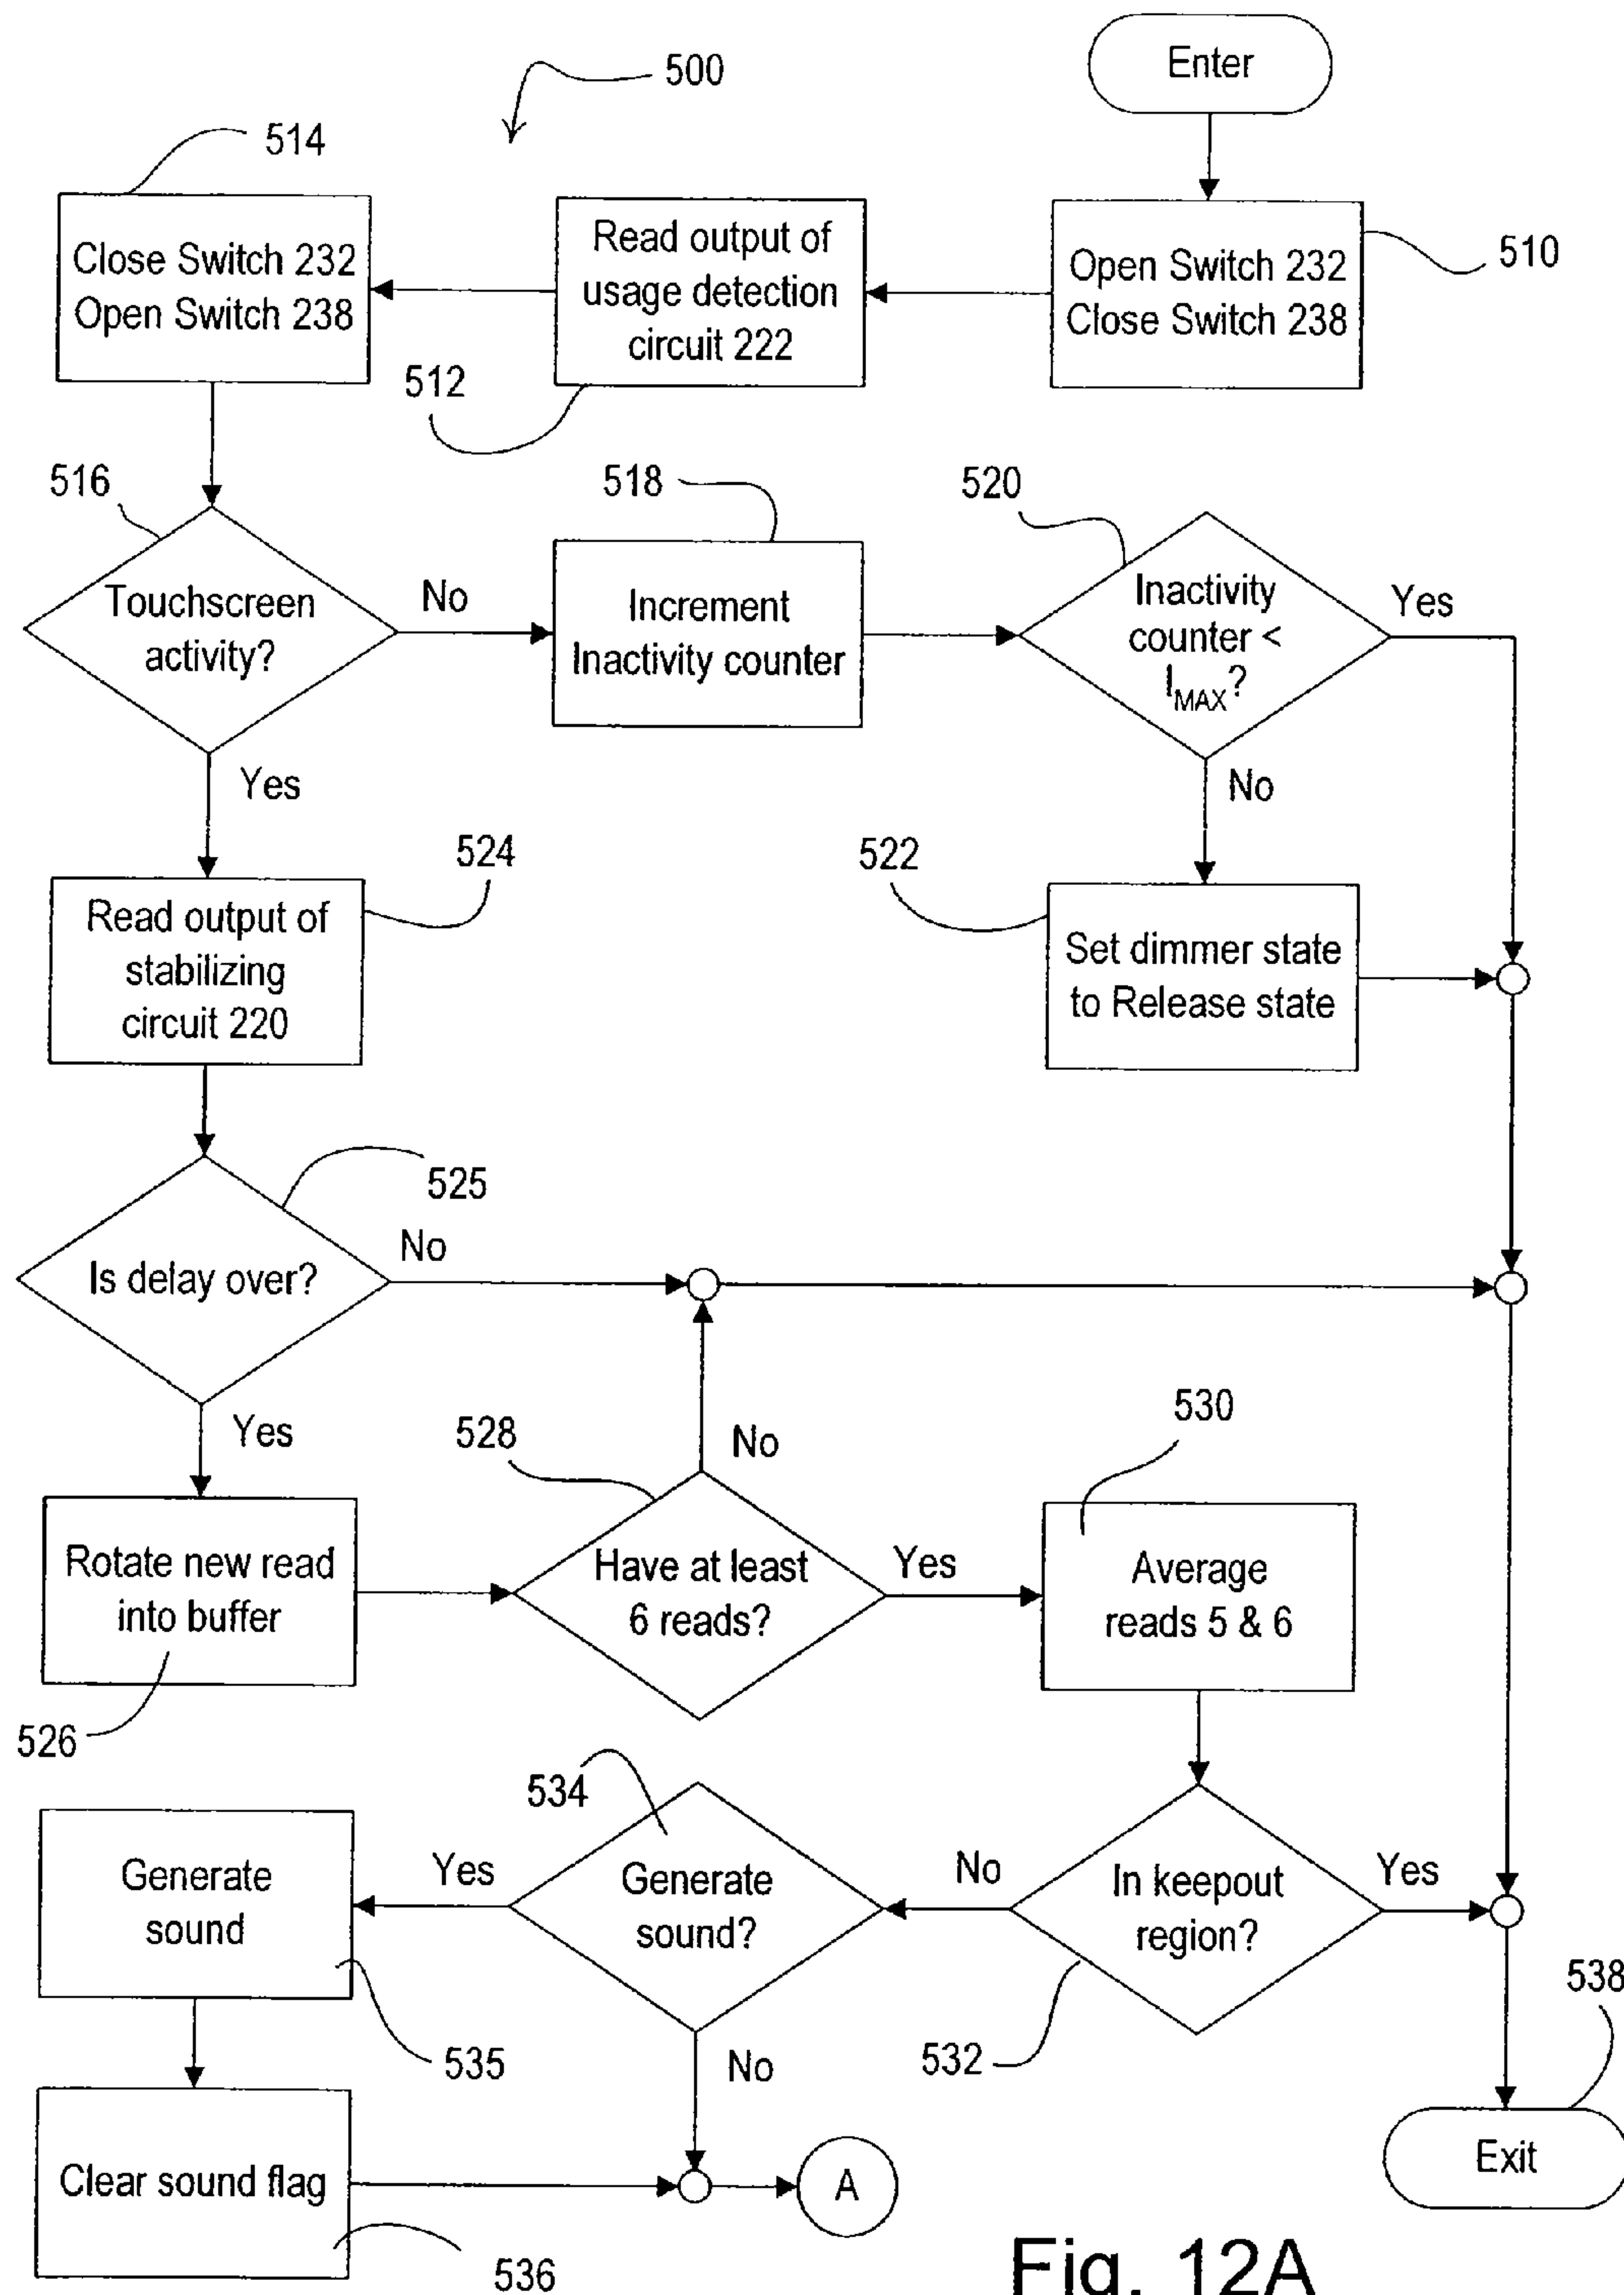 Enter
500
514
Close Switch 232
Open Switch 238
Read output of
usage detection
circuit 222
512
Open Switch 232
Close Switch 238
510
516
Touchscreen
activity?
No
Yes
518
Increment
Inactivity counter
520
Inactivity
counter <
IMAX?
Yes
No
522
Set dimmer state
to Release state
524
Read output of
stabilizing
circuit 220
525
Is delay over?
No
Yes
526
Rotate new read
into buffer
528
Have at least
6 reads?
No
Yes
530
Average
reads 5 & 6
532
In keepout
region?
Yes
No
534
Generate
sound?
Yes
No
Generate
sound
535
Clear sound flag
536
A
538
Exit
Fig. 12A